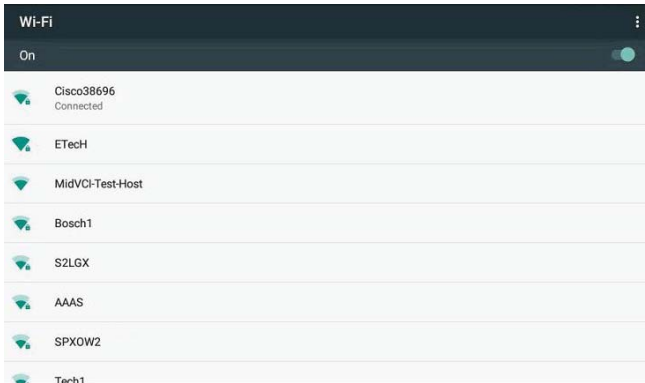 Wi-Fi
On
Cisco38696
Connected
ETecH
MidVCI-Test-Host
Bosch1
S2LGX
AAAS
SPXOW2
Tech1